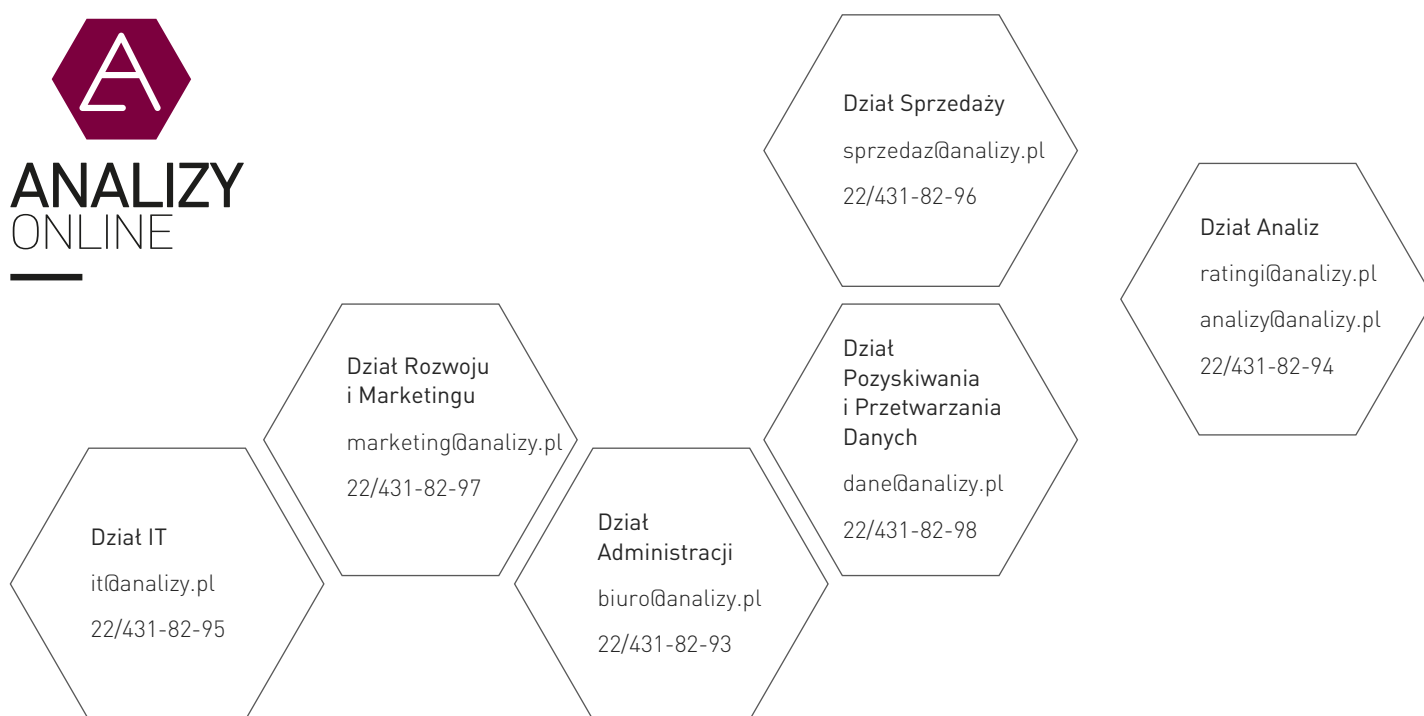 ANALIZY
ONLINE
Dział Sprzedaży
sprzedaz@analizy.pl
22/431-82-96
Dział Analiz
ratingi@analizy.pl
analizy@analizy.pl
22/431-82-94
Dział Rozwoju
i Marketingu
marketing@analizy.pl
22/431-82-97
Dział
Pozyskiwania
i Przetwarzania
Danych
dane@analizy.pl
22/431-82-98
Dział IT
it@analizy.pl
22/431-82-95
Dział
Administracji
biuro@analizy.pl
22/431-82-93